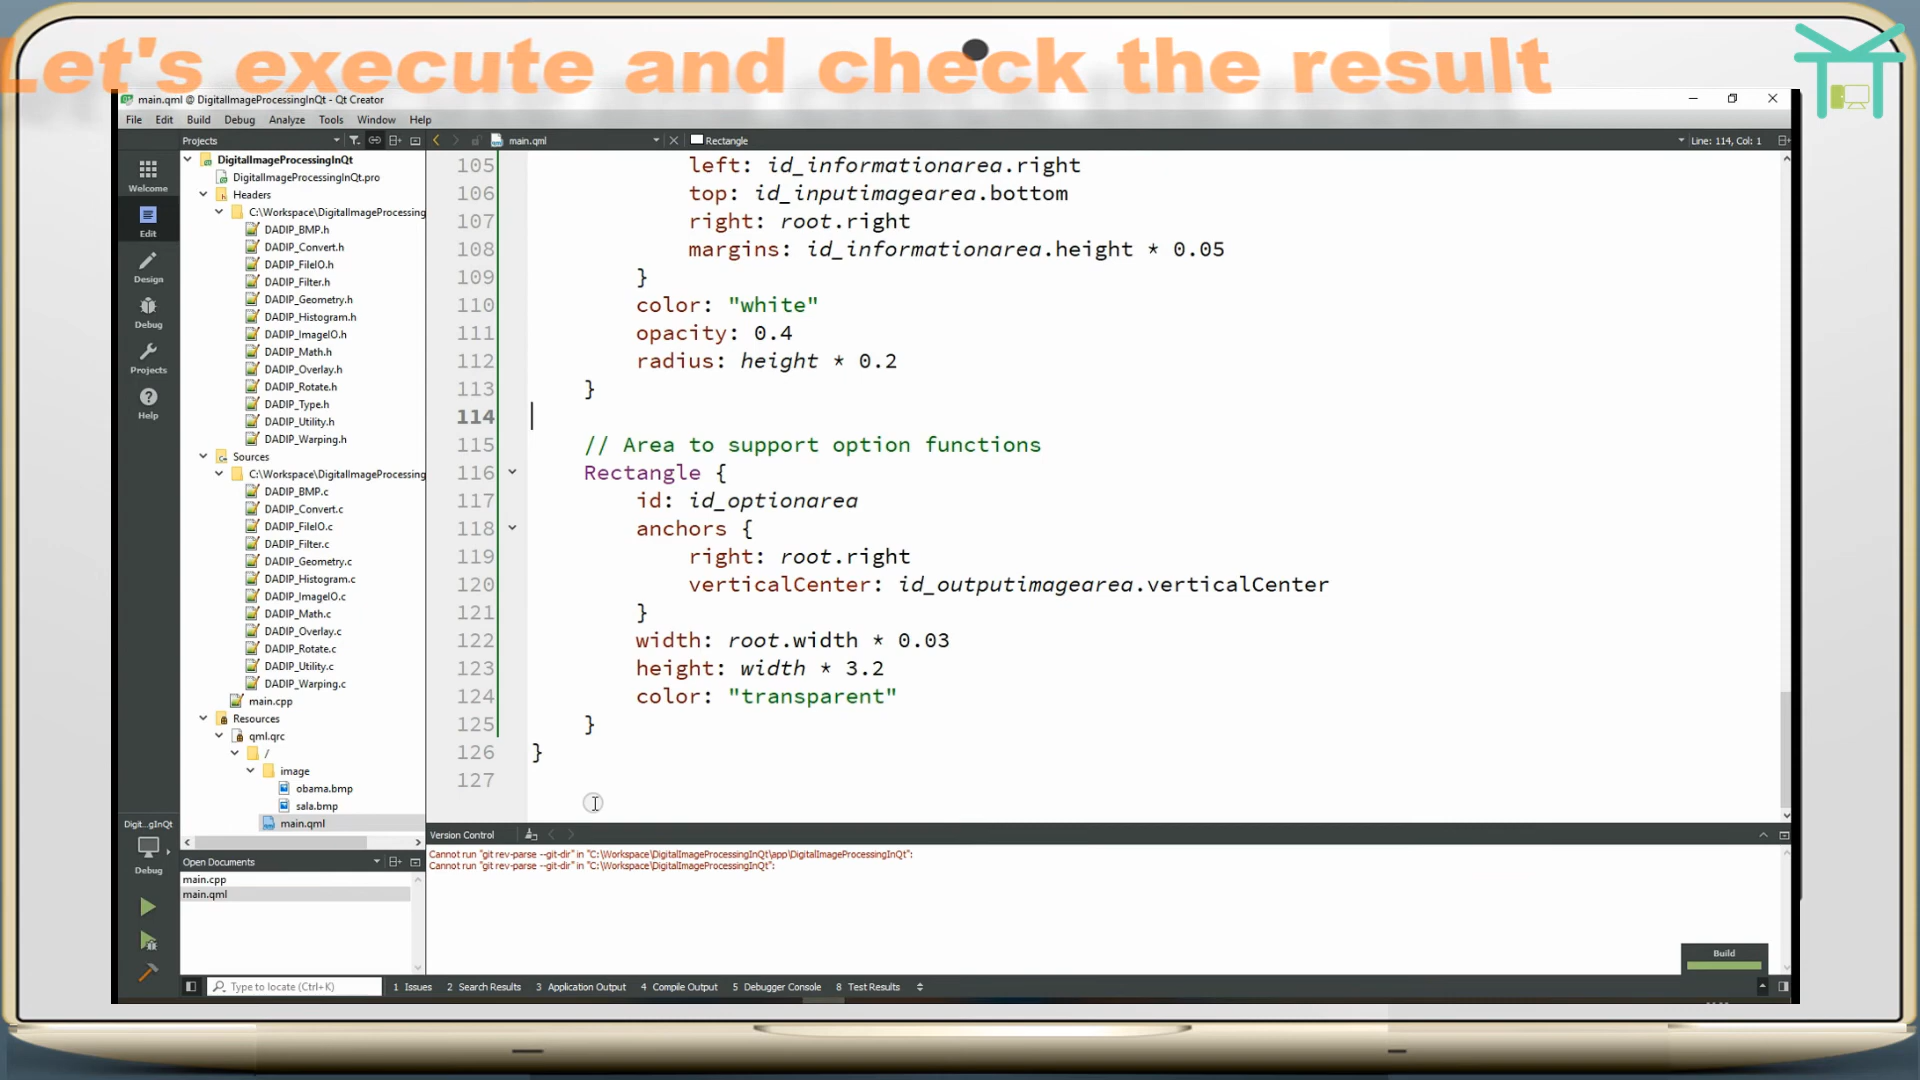 Let's execute and check the result
main.qml @ DigitalImageProcessingInQt - Qt Creator
File Edit Build Debug Analyze Tools Window Help
Projects
main.qml
Rectangle
Line: 114, Col: 1
Welcome
Edit
Design
Debug
Projects
Help
DigitalImageProcessingInQt
DigitalImageProcessingInQt.pro
Headers
C:\Workspace\DigitalImageProcessing
DADIP_BMP.h
DADIP_Convert.h
DADIP_FileIO.h
DADIP_Filter.h
DADIP_Geometry.h
DADIP_Histogram.h
DADIP_ImageIO.h
DADIP_Math.h
DADIP_Overlay.h
DADIP_Rotate.h
DADIP_Type.h
DADIP_Utility.h
DADIP_Warping.h
Sources
C:\Workspace\DigitalImageProcessing
DADIP_BMP.c
DADIP_Convert.c
DADIP_FileIO.c
DADIP_Filter.c
DADIP_Geometry.c
DADIP_Histogram.c
DADIP_ImageIO.c
DADIP_Math.c
DADIP_Overlay.c
DADIP_Rotate.c
DADIP_Utility.c
DADIP_Warping.c
main.cpp
Resources
qml.qrc
/
image
obama.bmp
sala.bmp
main.qml
105 left: id_informationarea.right
106 top: id_inputimagearea.bottom
107 right: root.right
108 margins: id_informationarea.height * 0.05
109 }
110 color: "white"
111 opacity: 0.4
112 radius: height * 0.2
113 }
114
115 // Area to support option functions
116 Rectangle {
117 id: id_optionarea
118 anchors {
119 right: root.right
120 verticalCenter: id_outputimagearea.verticalCenter
121 }
122 width: root.width * 0.03
123 height: width * 3.2
124 color: "transparent"
125 }
126 }
127
Digit...gInQt
Debug
Open Documents
main.cpp
main.qml
Version Control
Cannot run "git rev-parse --git-dir" in "C:\Workspace\DigitalImageProcessingInQt\app\DigitalImageProcessingInQt":
Cannot run "git rev-parse --git-dir" in "C:\Workspace\DigitalImageProcessingInQt":
Build
Type to locate (Ctrl+K)
1 Issues 2 Search Results 3 Application Output 4 Compile Output 5 Debugger Console 8 Test Results